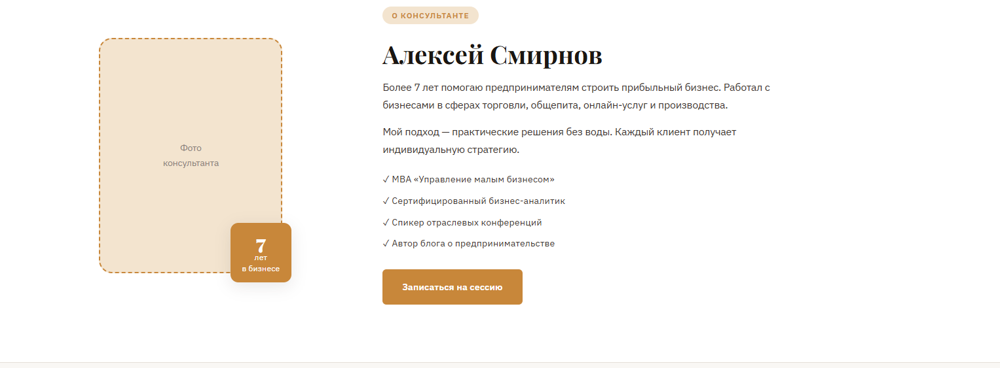 О КОНСУЛЬТАНТЕ
Алексей Смирнов
Более 7 лет помогаю предпринимателям строить прибыльный бизнес. Работал с
бизнесами в сферах торговли, общепита, онлайн-услуг и производства.
Мой подход — практические решения без воды. Каждый клиент получает
индивидуальную стратегию.
✓ MBA «Управление малым бизнесом»
✓ Сертифицированный бизнес-аналитик
✓ Спикер отраслевых конференций
✓ Автор блога о предпринимательстве
Записаться на сессию
Фото
консультанта
7
лет
в бизнесе